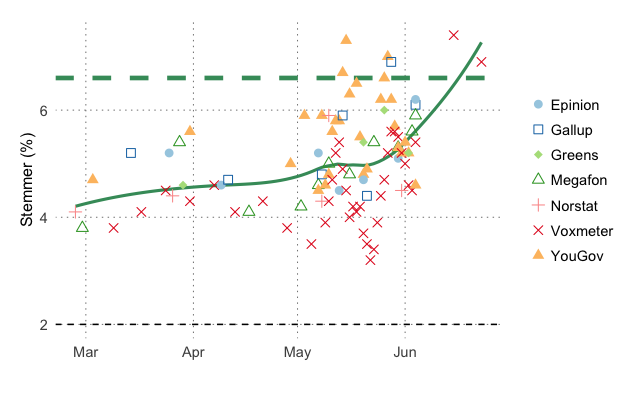 Stemmer (%)
6
4
2
Mar
Apr
May
Jun
Epinion
Gallup
Greens
Megafon
Norstat
Voxmeter
YouGov